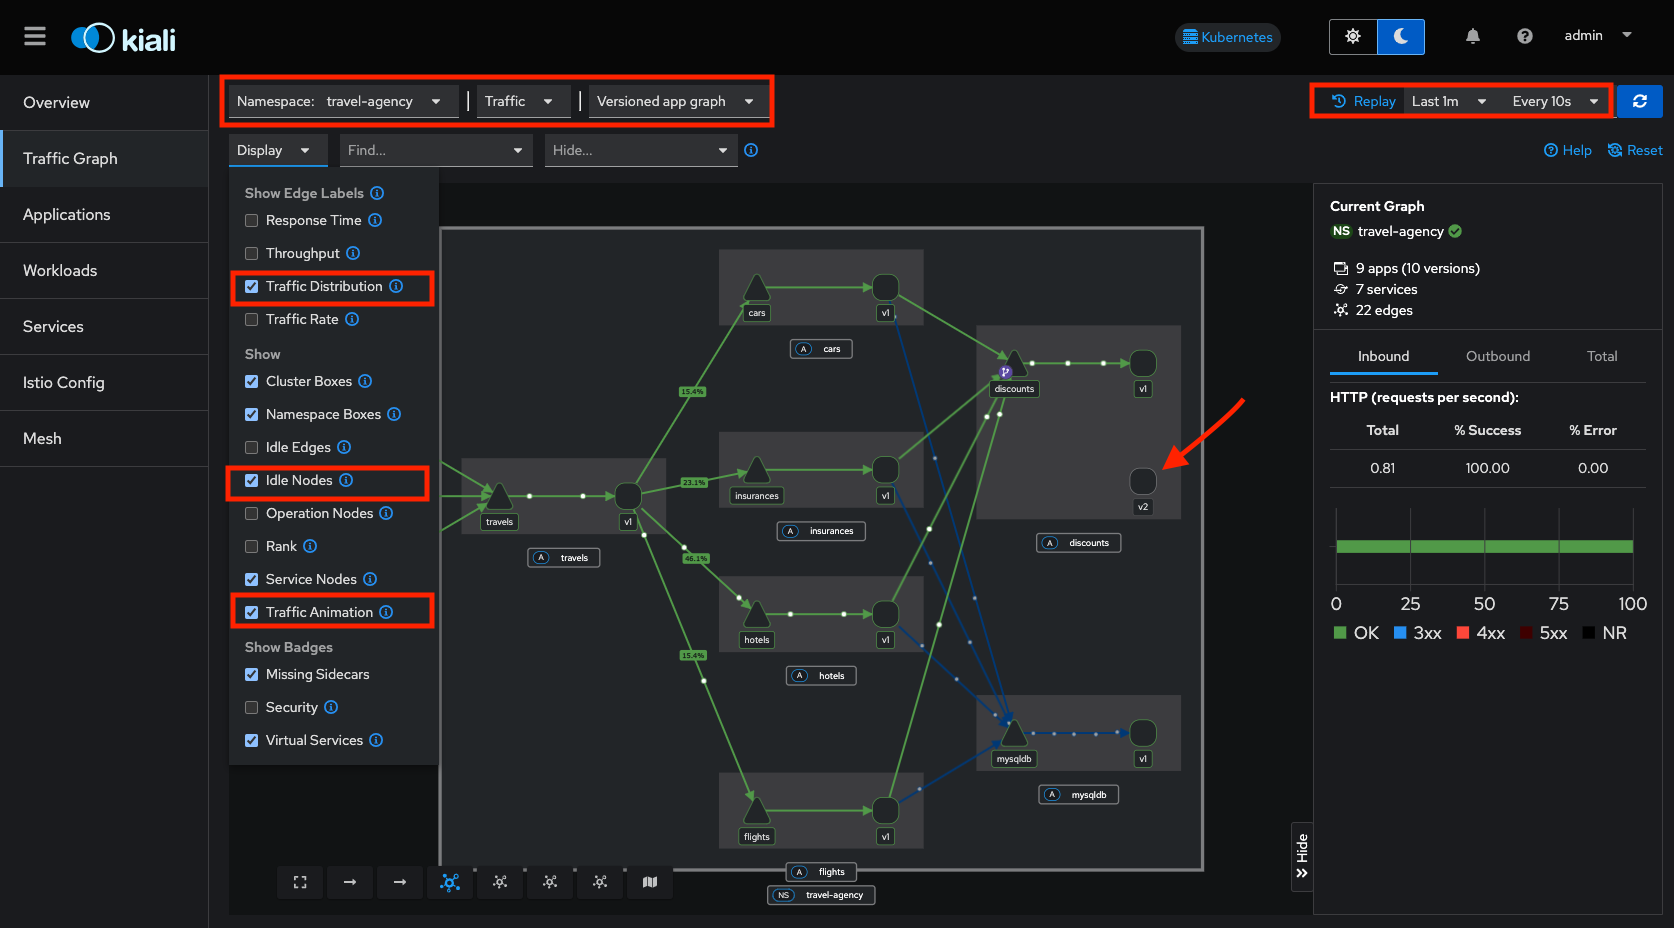 kiali
Kubernetes
admin
Overview
Traffic Graph
Applications
Workloads
Services
Istio Config
Mesh
Namespace: travel-agency
Traffic
Versioned app graph
Replay
Last 1m
Every 10s
Display
Find...
Hide...
Help
Reset
Show Edge Labels
Response Time
Throughput
Traffic Distribution
Traffic Rate
Show
Cluster Boxes
Namespace Boxes
Idle Edges
Idle Nodes
Operation Nodes
Rank
Service Nodes
Traffic Animation
Show Badges
Missing Sidecars
Security
Virtual Services
travels
v1
A travels
15.4%
23.1%
46.1%
15.4%
cars
v1
A cars
insurances
v1
A insurances
hotels
v1
A hotels
flights
v1
A flights
NS travel-agency
discounts
v1
v2
A discounts
mysqldb
v1
A mysqldb
Hide
Current Graph
NS travel-agency
9 apps (10 versions)
7 services
22 edges
Inbound Outbound Total
HTTP (requests per second):
Total % Success % Error
0.81 100.00 0.00
0 25 50 75 100
OK 3xx 4xx 5xx NR